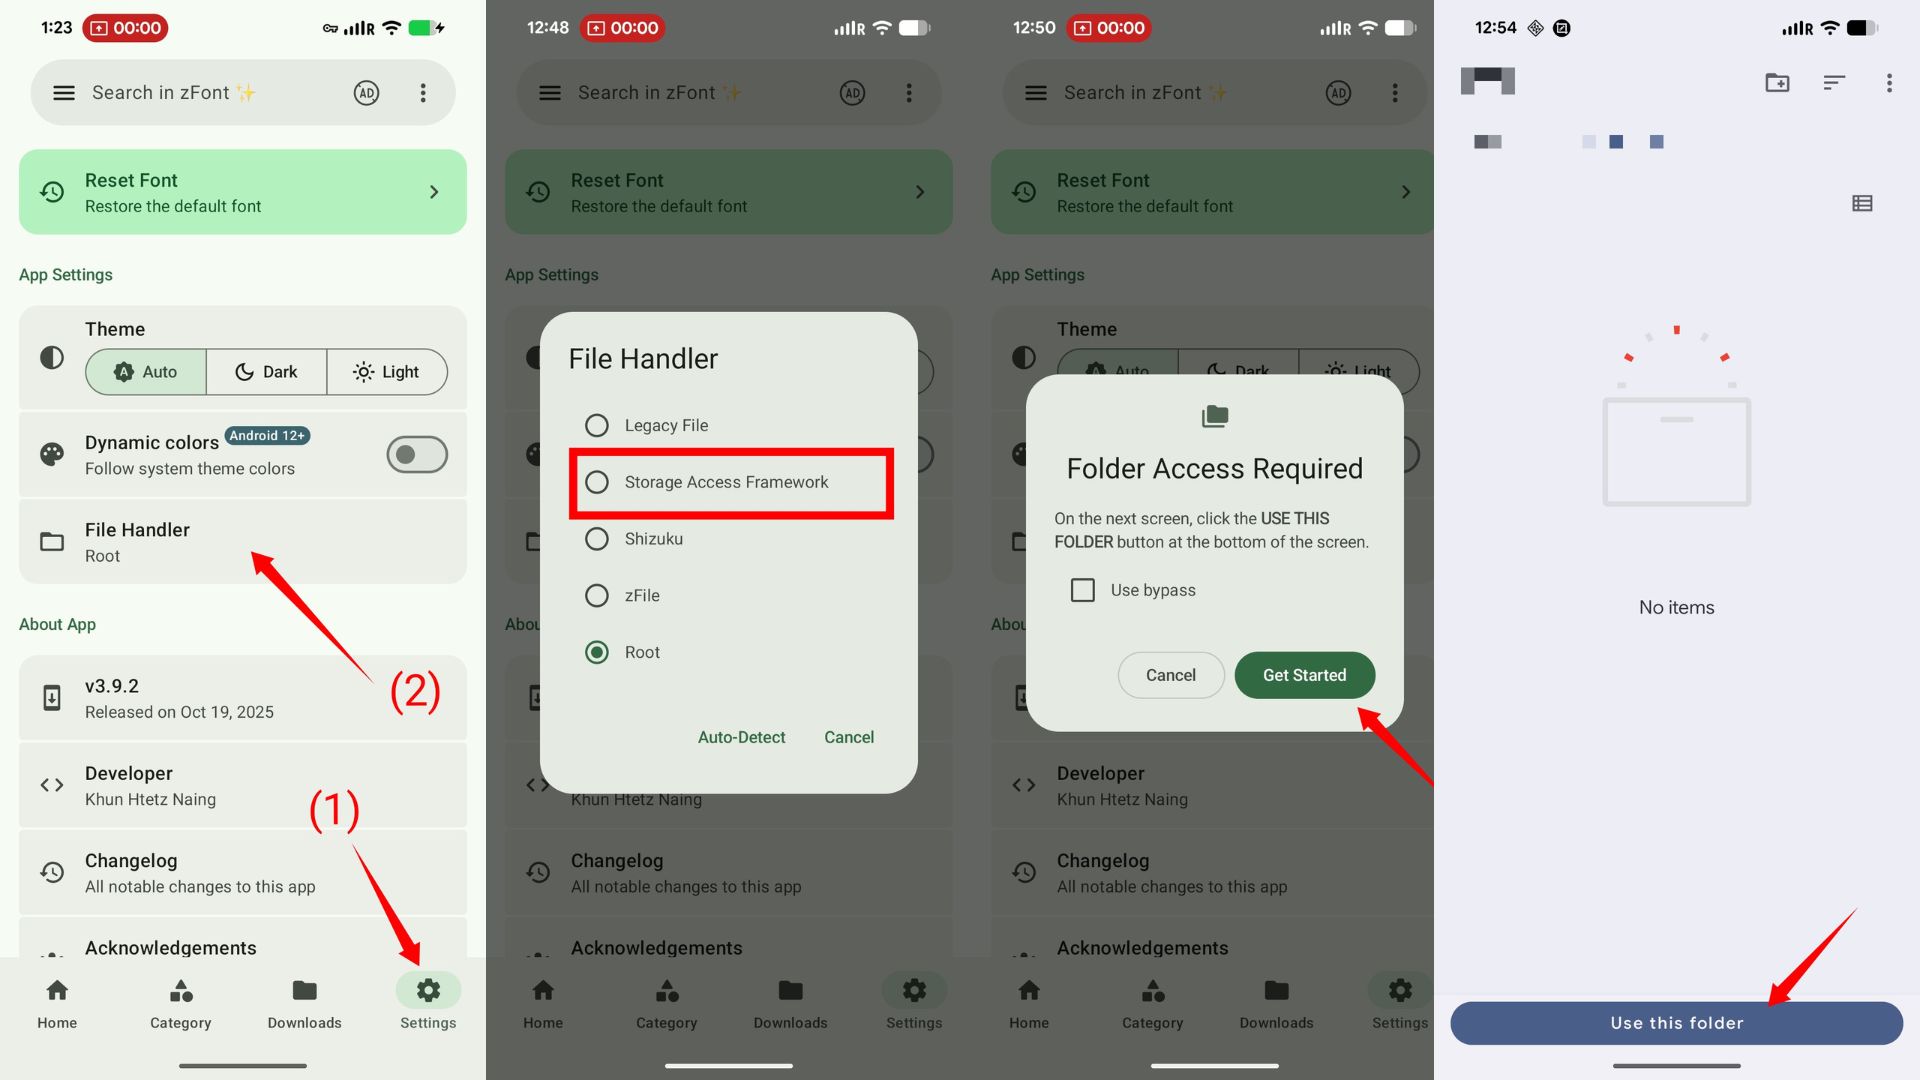 1:23
00:00
R
Search in zFont ✨
AD
Reset Font
Restore the default font
App Settings
Theme
A Auto
Dark
Light
Dynamic colors Android 12+
Follow system theme colors
File Handler
Root
(2)
About App
v3.9.2
Released on Oct 19, 2025
Developer
Khun Htetz Naing
(1)
Changelog
All notable changes to this app
Acknowledgements
Home
Category
Downloads
Settings
12:48
00:00
R
Search in zFont ✨
AD
Reset Font
Restore the default font
App Settings
File Handler
Legacy File
Storage Access Framework
Shizuku
zFile
Root
Auto-Detect
Cancel
Abou
Khun Htetz Naing
Changelog
All notable changes to this app
Acknowledgements
Home
Category
Downloads
Settings
12:50
00:00
R
Search in zFont ✨
AD
Reset Font
Restore the default font
App Settings
Theme
Auto
Dark
Light
Folder Access Required
On the next screen, click the USE THIS
FOLDER button at the bottom of the screen.
Use bypass
Cancel
Get Started
Abou
Developer
Khun Htetz Naing
Changelog
All notable changes to this app
Acknowledgements
Home
Category
Downloads
Settings
12:54
R
No items
Use this folder